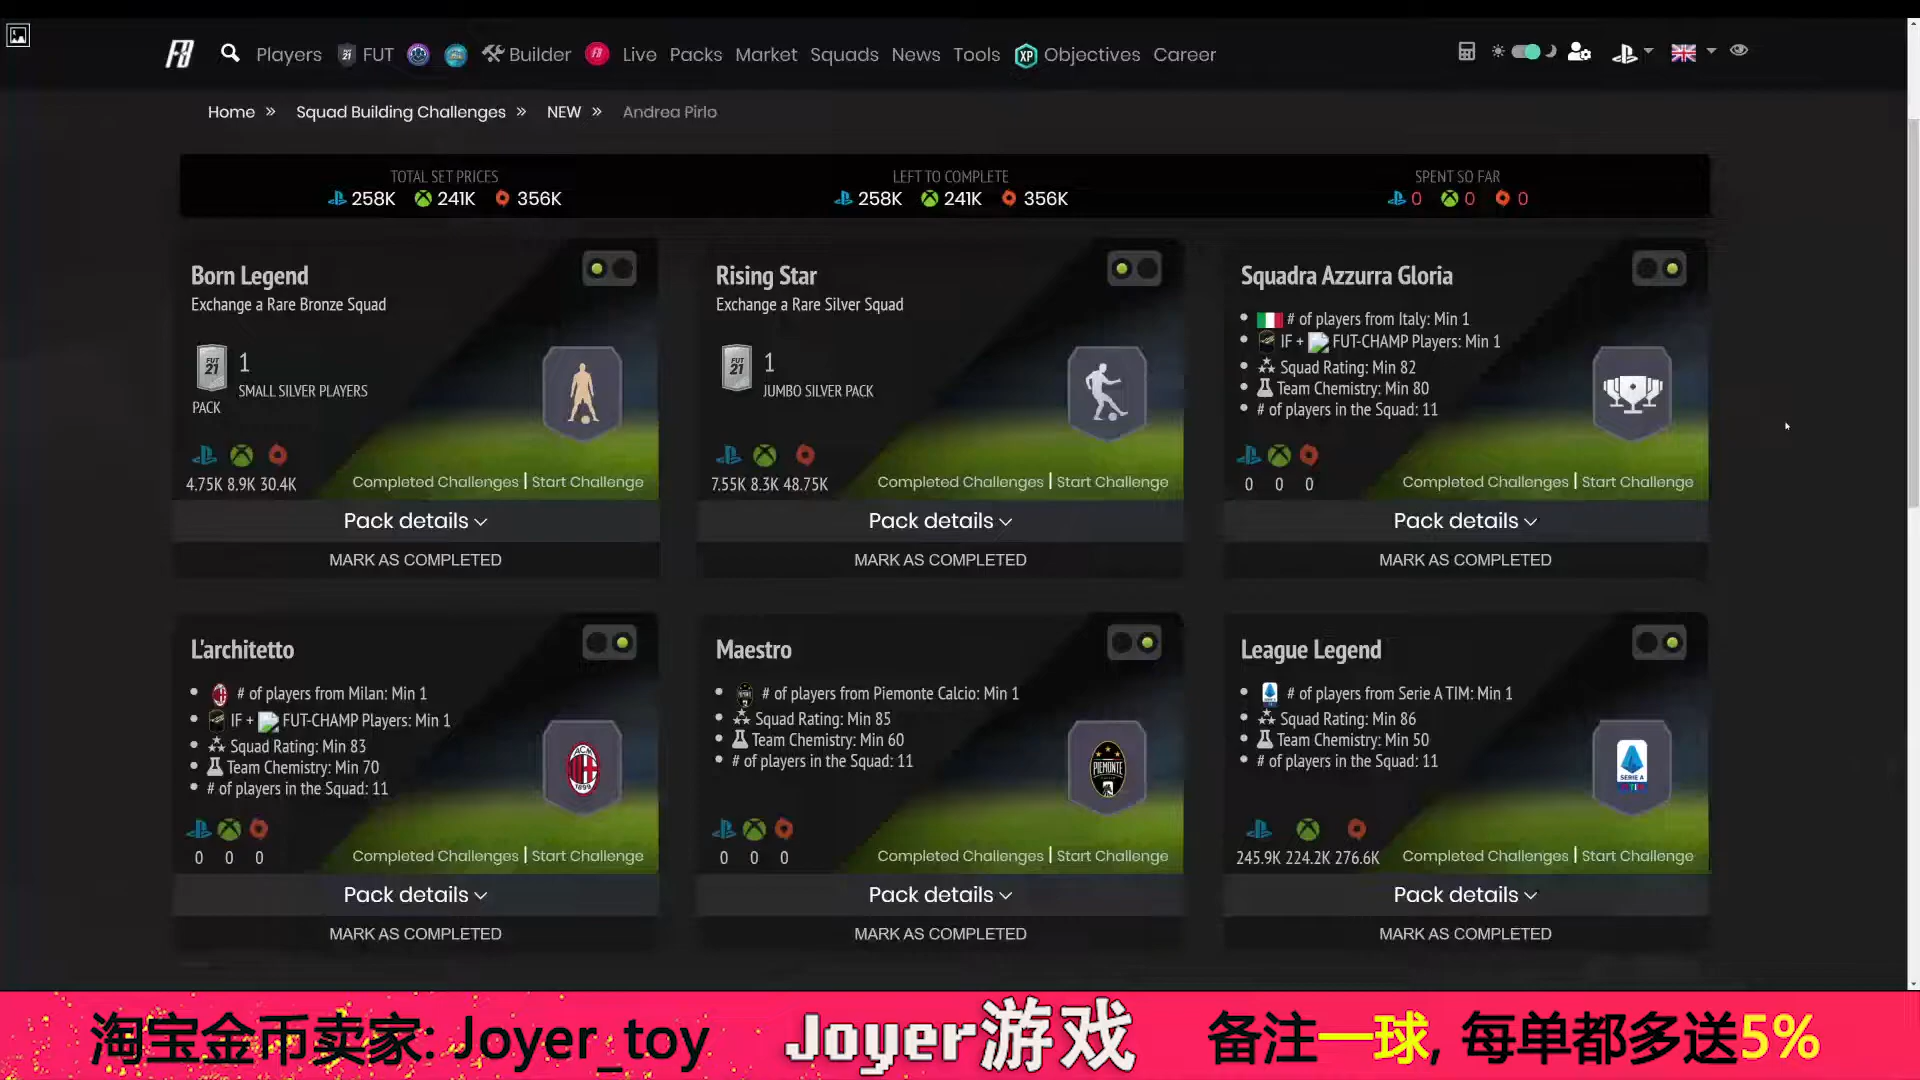 Players FUT Builder Live Packs Market Squads News Tools XP Objectives Career
Home » Squad Building Challenges » NEW » Andrea Pirlo
TOTAL SET PRICES
258K 241K 356K
LEFT TO COMPLETE
258K 241K 356K
SPENT SO FAR
0 0 0
Born Legend
Exchange a Rare Bronze Squad
FUT 21
1
SMALL SILVER PLAYERS
PACK
4.75K 8.9K 30.4K
Completed Challenges | Start Challenge
Pack details
MARK AS COMPLETED
Rising Star
Exchange a Rare Silver Squad
FUT 21
1
JUMBO SILVER PACK
7.55K 8.3K 48.75K
Completed Challenges | Start Challenge
Pack details
MARK AS COMPLETED
Squadra Azzurra Gloria
# of players from Italy: Min 1
IF + FUT-CHAMP Players: Min 1
Squad Rating: Min 82
Team Chemistry: Min 80
# of players in the Squad: 11
0 0 0
Completed Challenges | Start Challenge
Pack details
MARK AS COMPLETED
L'architetto
# of players from Milan: Min 1
IF + FUT-CHAMP Players: Min 1
Squad Rating: Min 83
Team Chemistry: Min 70
# of players in the Squad: 11
ACM
1899
0 0 0
Completed Challenges | Start Challenge
Pack details
MARK AS COMPLETED
Maestro
# of players from Piemonte Calcio: Min 1
Squad Rating: Min 85
Team Chemistry: Min 60
# of players in the Squad: 11
PIEMONTE
0 0 0
Completed Challenges | Start Challenge
Pack details
MARK AS COMPLETED
League Legend
# of players from Serie A TIM: Min 1
Squad Rating: Min 86
Team Chemistry: Min 50
# of players in the Squad: 11
SERIE A
245.9K 224.2K 276.6K
Completed Challenges | Start Challenge
Pack details
MARK AS COMPLETED
淘宝金币卖家: Joyer_toy
Joyer游戏
备注一球, 每单都多送5%